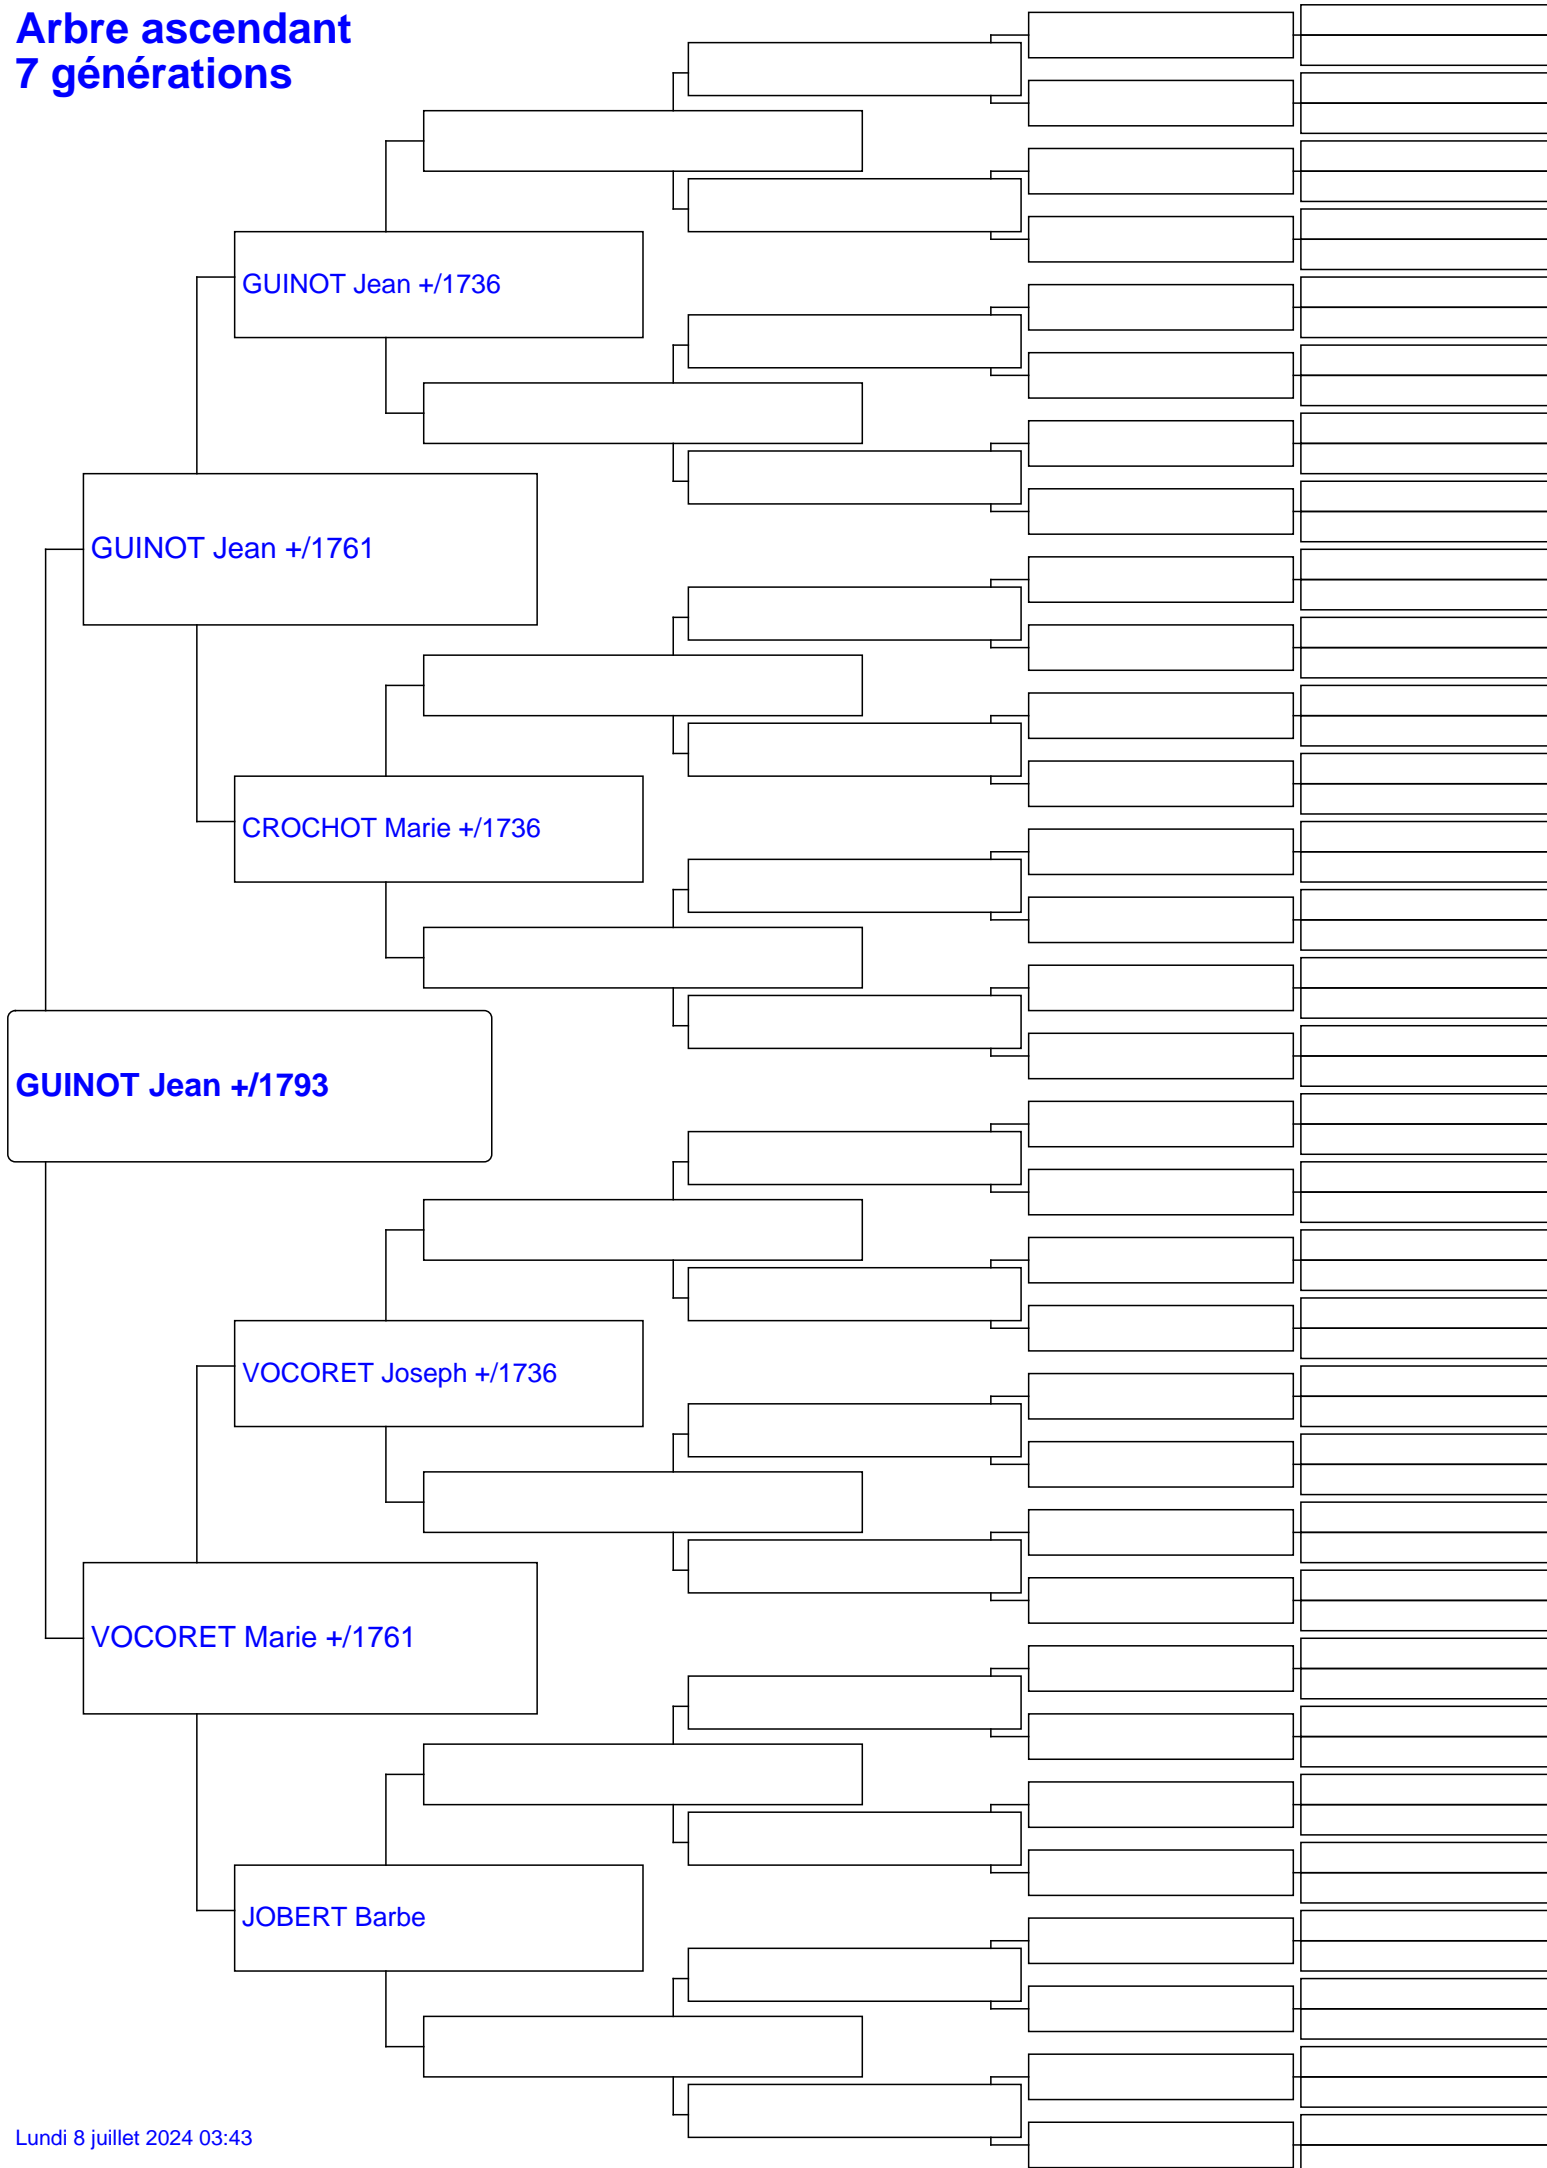 Arbre ascendant
7 générations
GUINOT Jean +/1736
GUINOT Jean +/1761
CROCHOT Marie +/1736
GUINOT Jean +/1793
VOCORET Joseph +/1736
VOCORET Marie +/1761
JOBERT Barbe
Lundi 8 juillet 2024 03:43